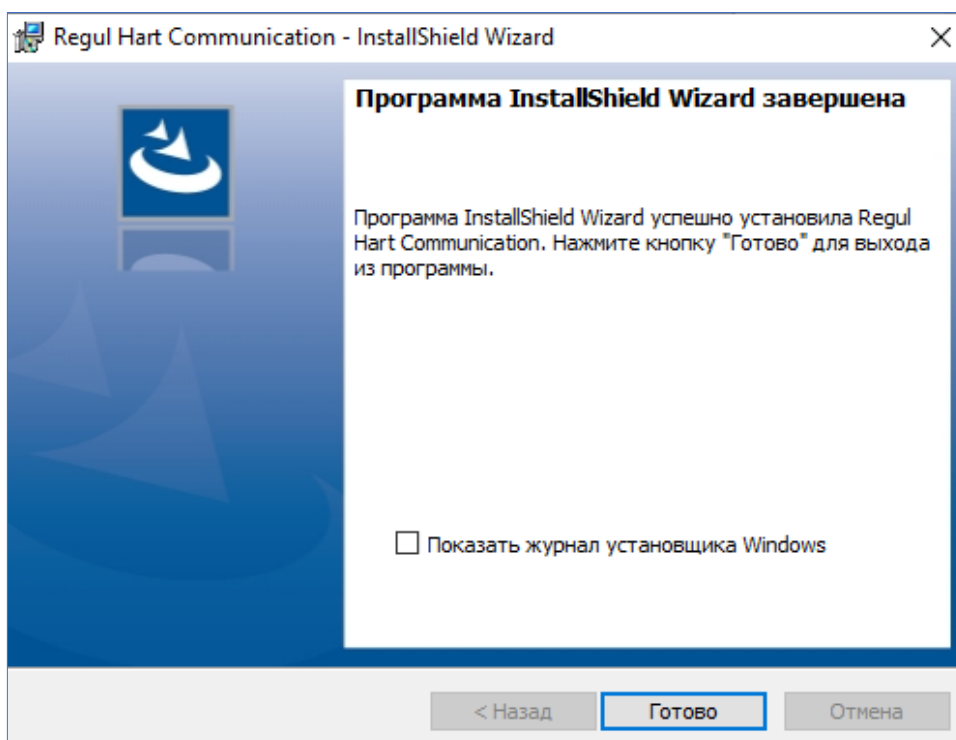 Regul Hart Communication - InstallShield Wizard
Программа InstallShield Wizard завершена
Программа InstallShield Wizard успешно установила Regul
Hart Communication. Нажмите кнопку "Готово" для выхода
из программы.
Показать журнал установщика Windows
< Назад
Готово
Отмена